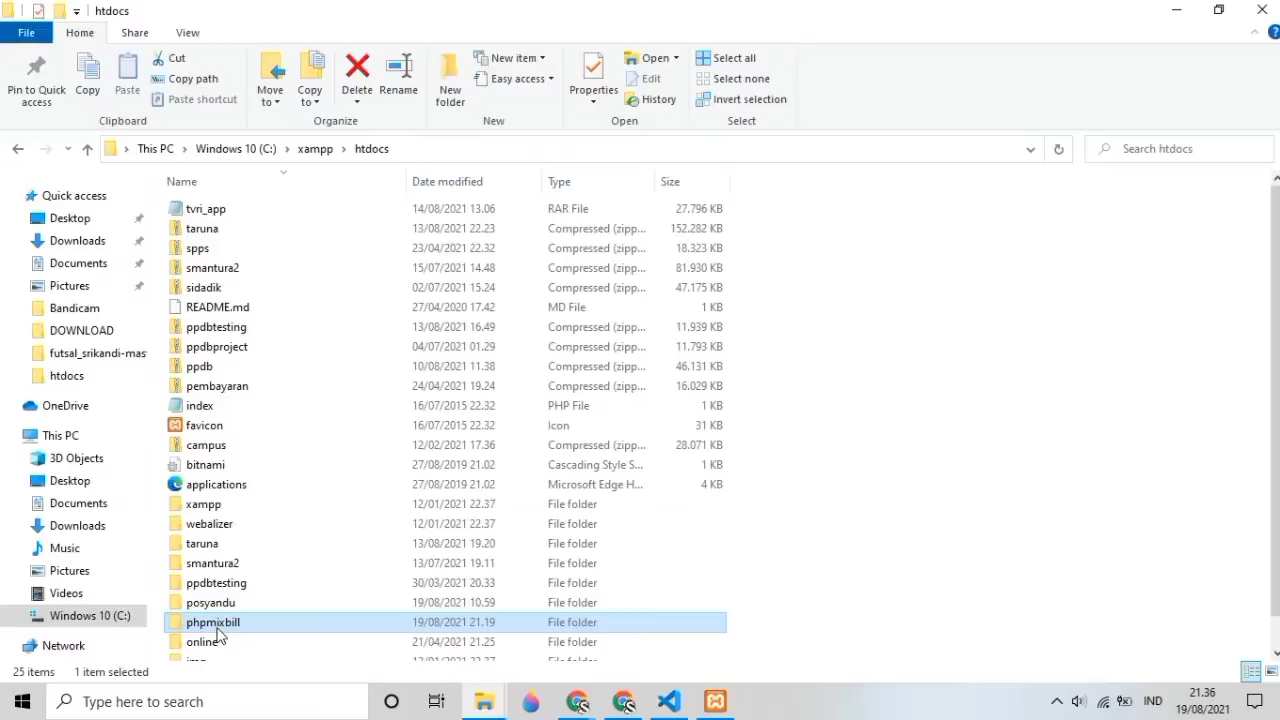 htdocs
File Home Share View
Pin to Quick access
Copy
Paste
Cut
Copy path
Paste shortcut
Move to
Copy to
Delete
Rename
New folder
New item
Easy access
Properties
Open
Edit
History
Select all
Select none
Invert selection
Clipboard Organize New Open Select
This PC Windows 10 (C:) xampp htdocs
Search htdocs
Name Date modified Type Size
Quick access
Desktop
Downloads
Documents
Pictures
Bandicam
DOWNLOAD
futsal_srikandi-mas
htdocs
OneDrive
This PC
3D Objects
Desktop
Documents
Downloads
Music
Pictures
Videos
Windows 10 (C:)
Network
tvri_app 14/08/2021 13.06 RAR File 27.796 KB
taruna 13/08/2021 22.23 Compressed (zipp... 152.282 KB
spps 23/04/2021 22.32 Compressed (zipp... 18.323 KB
smantura2 15/07/2021 14.48 Compressed (zipp... 81.930 KB
sidadik 02/07/2021 15.24 Compressed (zipp... 47.175 KB
README.md 27/04/2020 17.42 MD File 1 KB
ppdbtesting 13/08/2021 16.49 Compressed (zipp... 11.939 KB
ppdbproject 04/07/2021 01.29 Compressed (zipp... 11.793 KB
ppdb 10/08/2021 11.38 Compressed (zipp... 46.131 KB
pembayaran 24/04/2021 19.24 Compressed (zipp... 16.029 KB
index 16/07/2015 22.32 PHP File 1 KB
favicon 16/07/2015 22.32 Icon 31 KB
campus 12/02/2021 17.36 Compressed (zipp... 28.071 KB
bitnami 27/08/2019 21.02 Cascading Style S... 1 KB
applications 27/08/2019 21.02 Microsoft Edge H... 4 KB
xampp 12/01/2021 22.37 File folder
webalizer 12/01/2021 22.37 File folder
taruna 13/08/2021 19.20 File folder
smantura2 13/07/2021 19.11 File folder
ppdbtesting 30/03/2021 20.33 File folder
posyandu 19/08/2021 10.59 File folder
phpmixbill 19/08/2021 21.19 File folder
online 21/04/2021 21.25 File folder
25 items 1 item selected
Type here to search
IND
21.36
19/08/2021